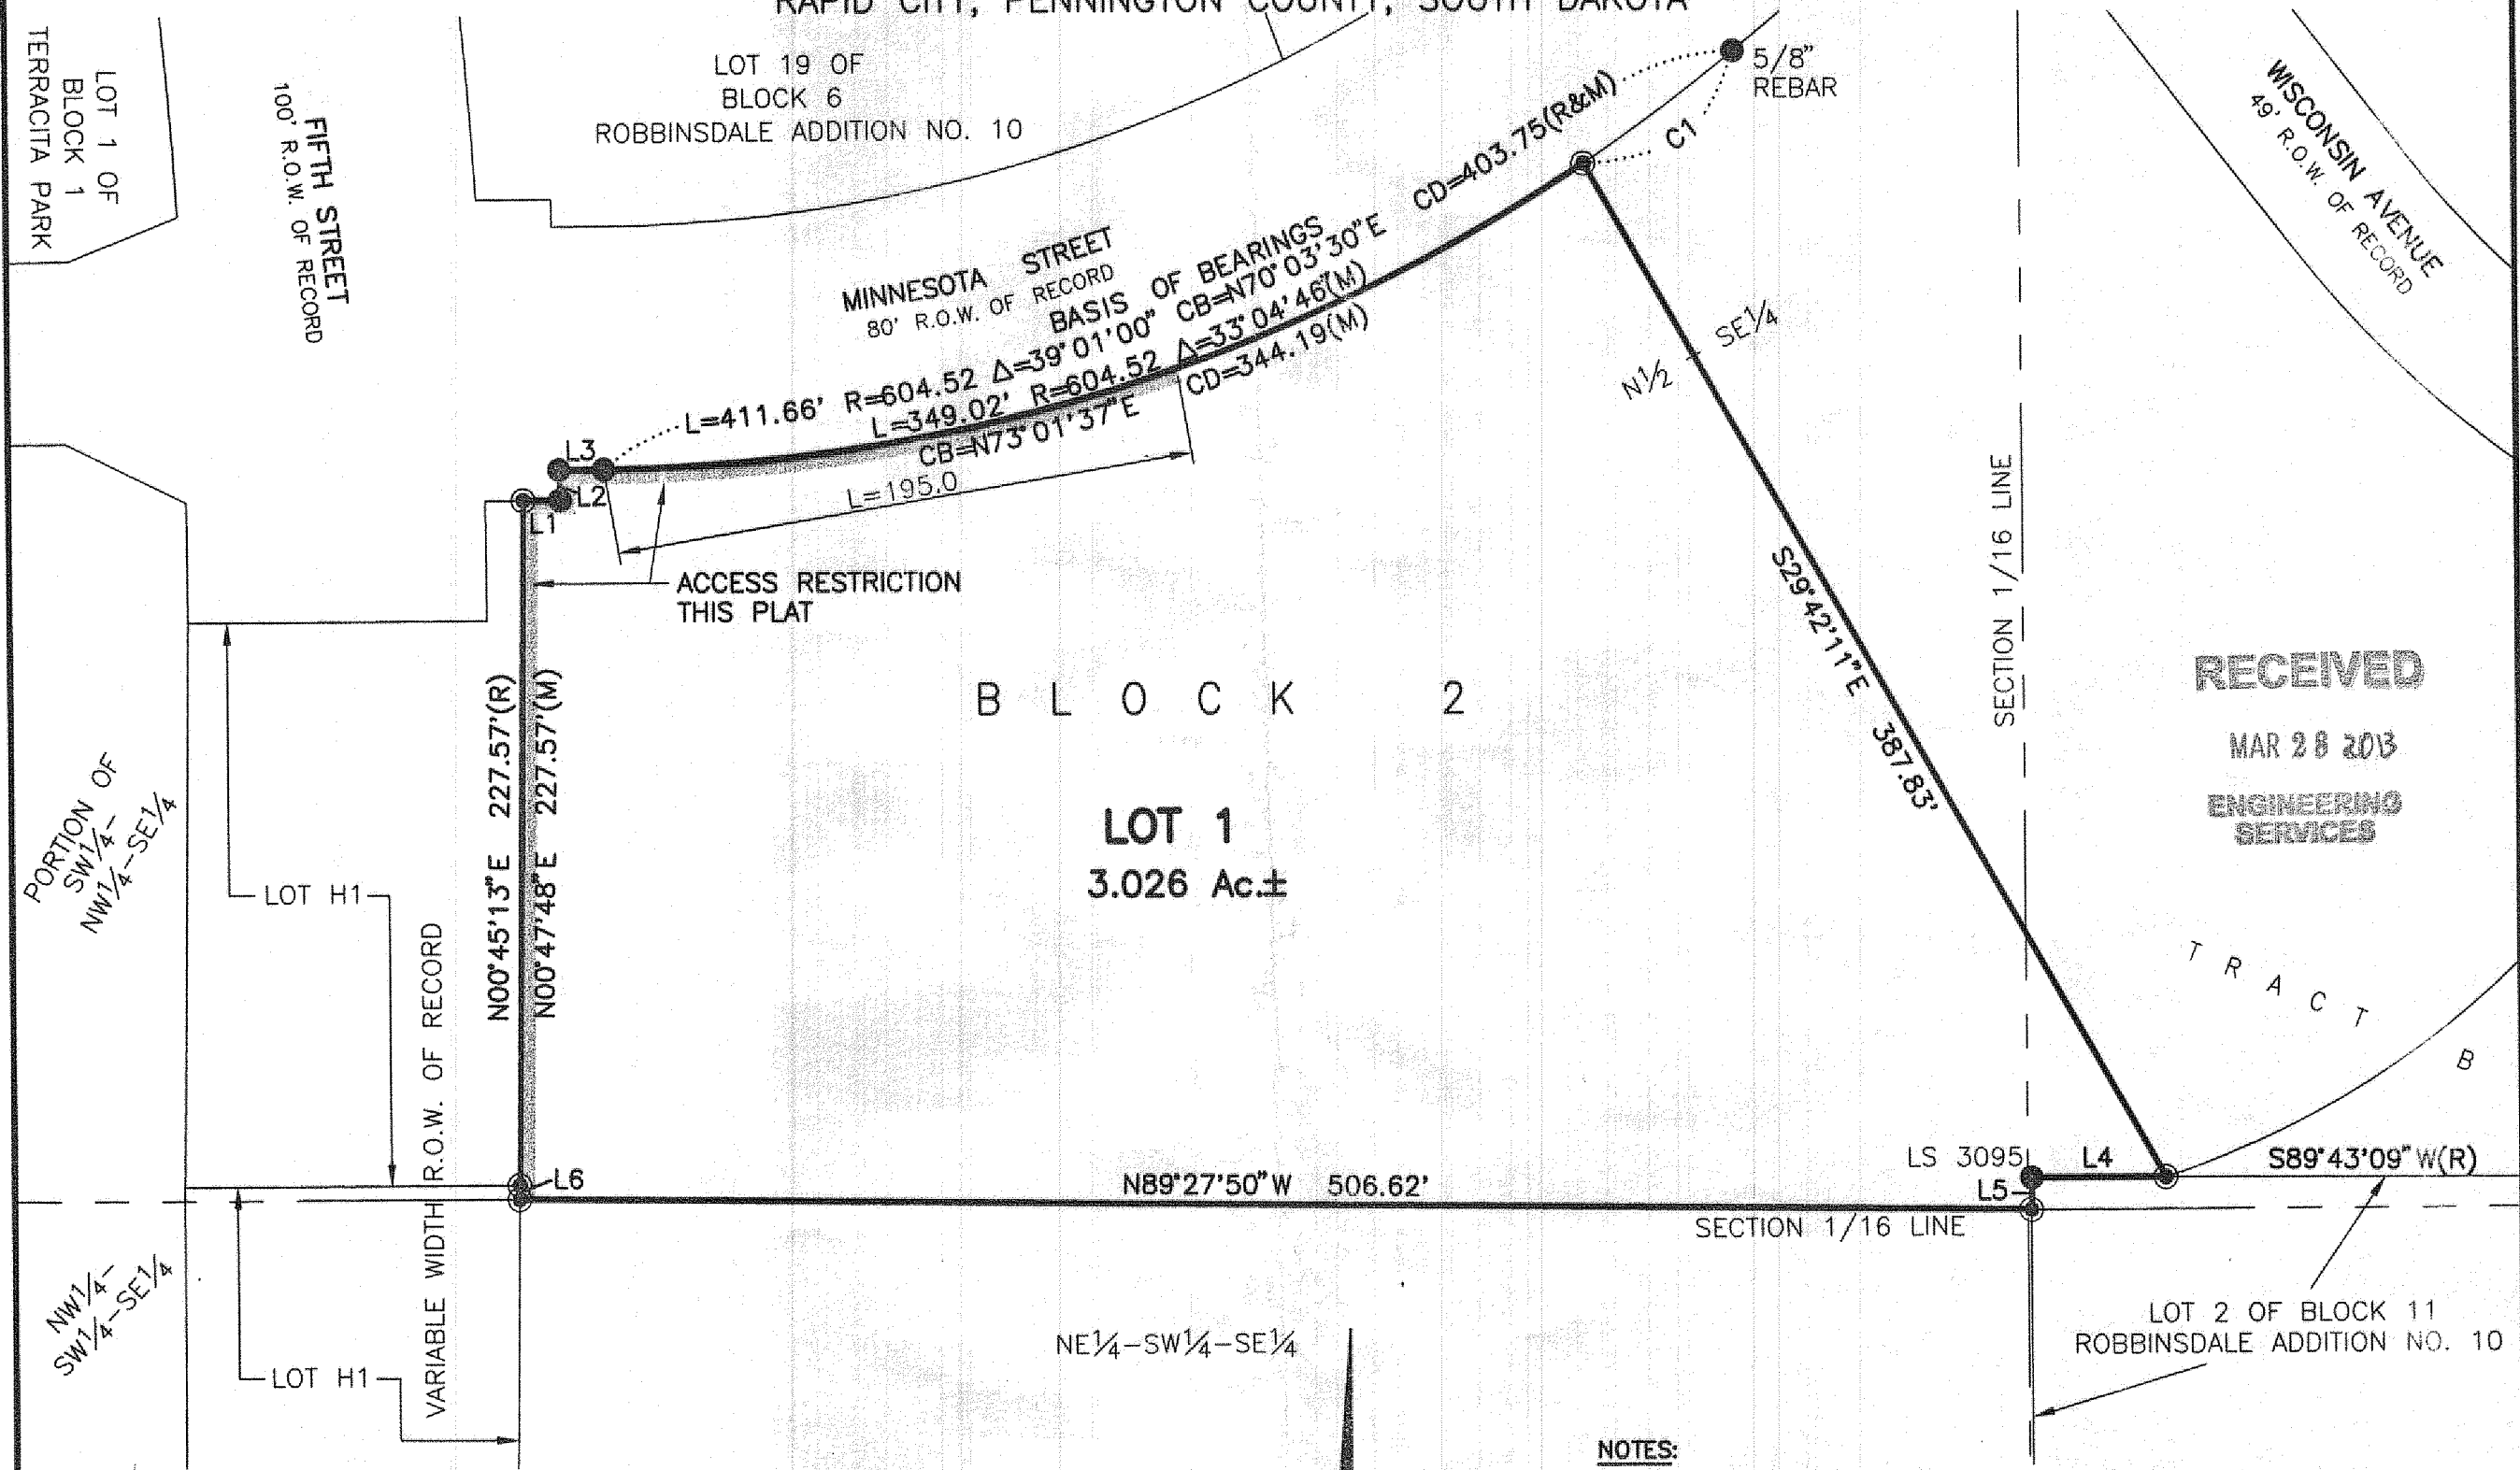 RAPID CITY, PENNINGTON COUNTY, SOUTH DAKOTA
LOT 1 OF
BLOCK 1
TERRACITA PARK
FIFTH STREET
100' R.O.W. OF RECORD
LOT 19 OF
BLOCK 6
ROBBINSDALE ADDITION NO. 10
5/8"
REBAR
C1
WISCONSIN AVENUE
49' R.O.W. OF RECORD
MINNESOTA STREET
80' R.O.W. OF RECORD
BASIS OF BEARINGS
L=411.66' R=604.52 Δ=39°01'00" CB=N70°03'30"E CD=403.75(R&M)
L=349.02' R=604.52 Δ=33°04'46"(M)
CB=N73°01'37"E CD=344.19(M)
L=195.0
L3
L2
L1
ACCESS RESTRICTION
THIS PLAT
N1/2 SE1/4
SECTION 1/16 LINE
S29°42'11"E 387.83'
RECEIVED
MAR 28 2013
ENGINEERING
SERVICES
BLOCK 2
LOT 1
3.026 Ac.±
N00°45'13"E 227.57'(R)
N00°47'48"E 227.57'(M)
PORTION OF
SW1/4-
NW1/4-SE1/4
LOT H1
VARIABLE WIDTH R.O.W. OF RECORD
TRACT B
LS 3095
L4
S89°43'09"W(R)
L5
L6
N89°27'50"W 506.62'
SECTION 1/16 LINE
NW1/4-
SW1/4-SE1/4
LOT H1
NE1/4-SW1/4-SE1/4
LOT 2 OF BLOCK 11
ROBBINSDALE ADDITION NO. 10
NOTES: